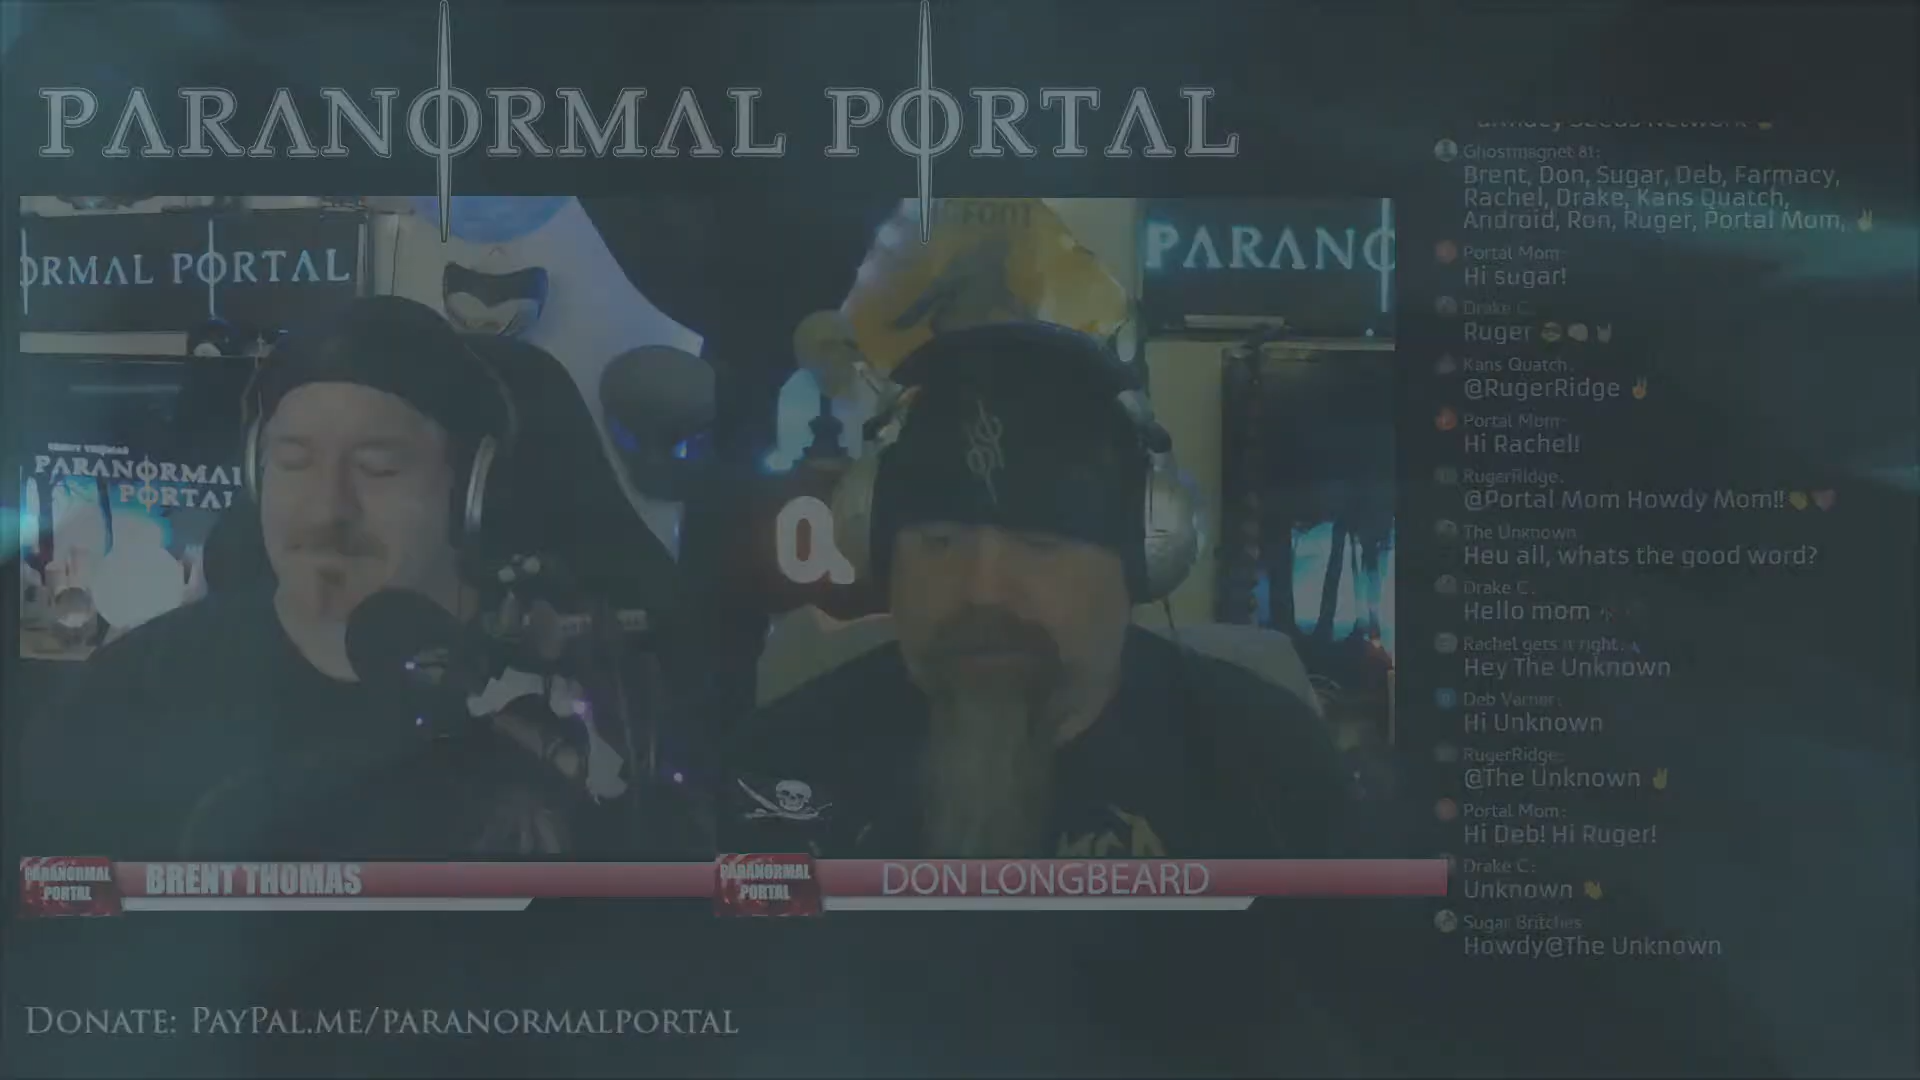 PARANORMAL PORTAL
ORMAL PORTAL
PARANO
PARANORMAL
PORTAL
Ghostmagnet 81:
Brent, Don, Sugar, Deb, Farmacy,
Rachel, Drake, Kans Quatch,
Android, Ron, Ruger, Portal Mom, ✌
Portal Mom:
Hi sugar!
Drake C.:
Ruger
Kans Quatch:
@RugerRidge ✌
Portal Mom:
Hi Rachel!
RugerRidge:
@Portal Mom Howdy Mom!!
The Unknown:
Heu all, whats the good word?
Drake C.:
Hello mom
Rachel gets it right:
Hey The Unknown
Deb Varner:
Hi Unknown
RugerRidge:
@The Unknown ✌
Portal Mom:
Hi Deb! Hi Ruger!
Drake C.:
Unknown 👋
Sugar Britches:
Howdy@The Unknown
PARANORMAL
PORTAL
BRENT THOMAS
PARANORMAL
PORTAL
DON LONGBEARD
DONATE: PAYPAL.ME/PARANORMALPORTAL